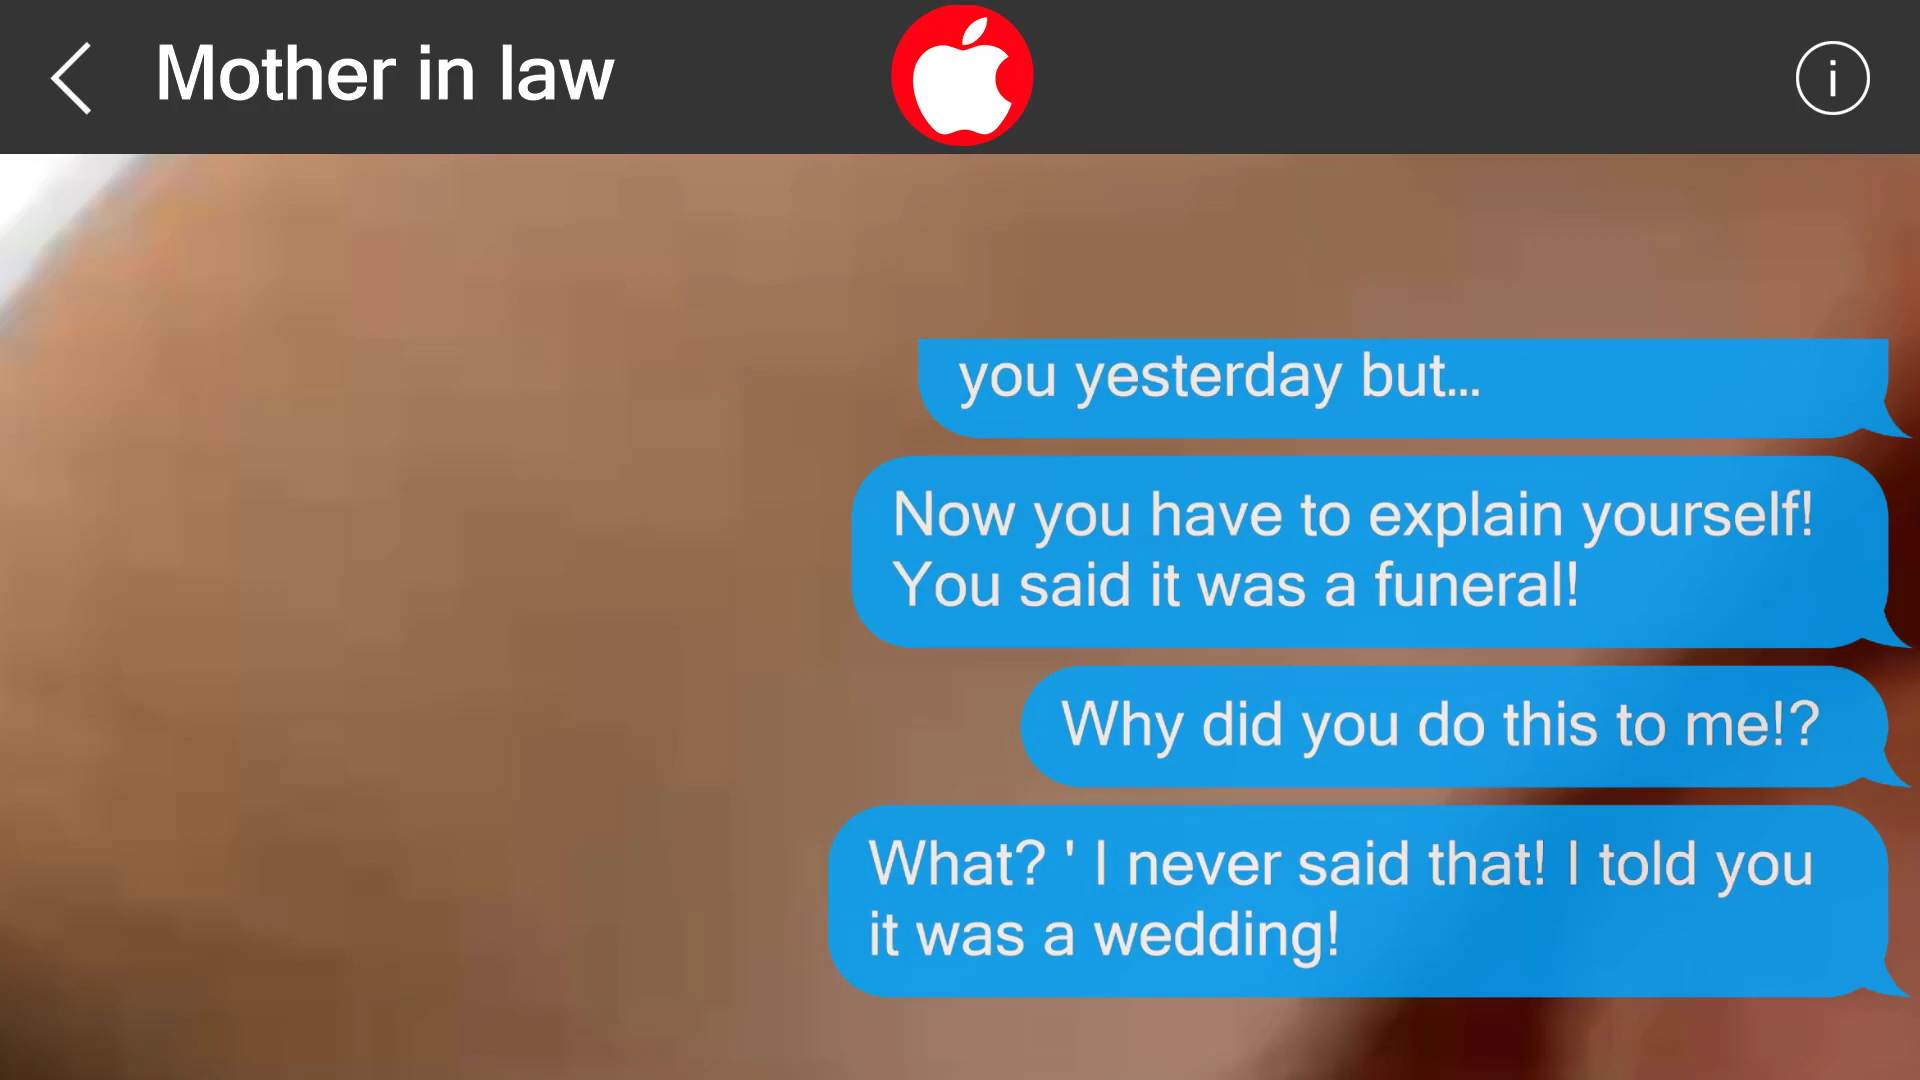 Mother in law
i
you yesterday but...
Now you have to explain yourself!
You said it was a funeral!
Why did you do this to me!?
What? ' I never said that! I told you
it was a wedding!